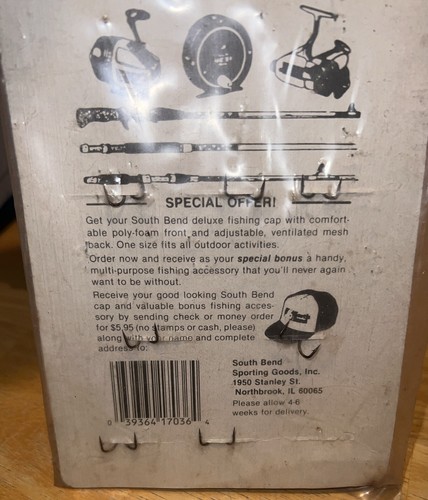 SPECIAL OFFER!
Get your South Bend deluxe fishing cap with comfort-
able poly-foam front and adjustable, ventilated mesh
back. One size fits all outdoor activities.
Order now and receive as your special bonus a handy,
multi-purpose fishing accessory that you'll never again
want to be without.
Receive your good looking South Bend
cap and valuable bonus fishing acces-
sory by sending check or money order
for $5.95 (no stamps or cash, please)
along with your name and complete
address to:
South Bend
Sporting Goods, Inc.
1950 Stanley St.
Northbrook, IL 60065
Please allow 4-6
weeks for delivery.
0 39364 17036 4